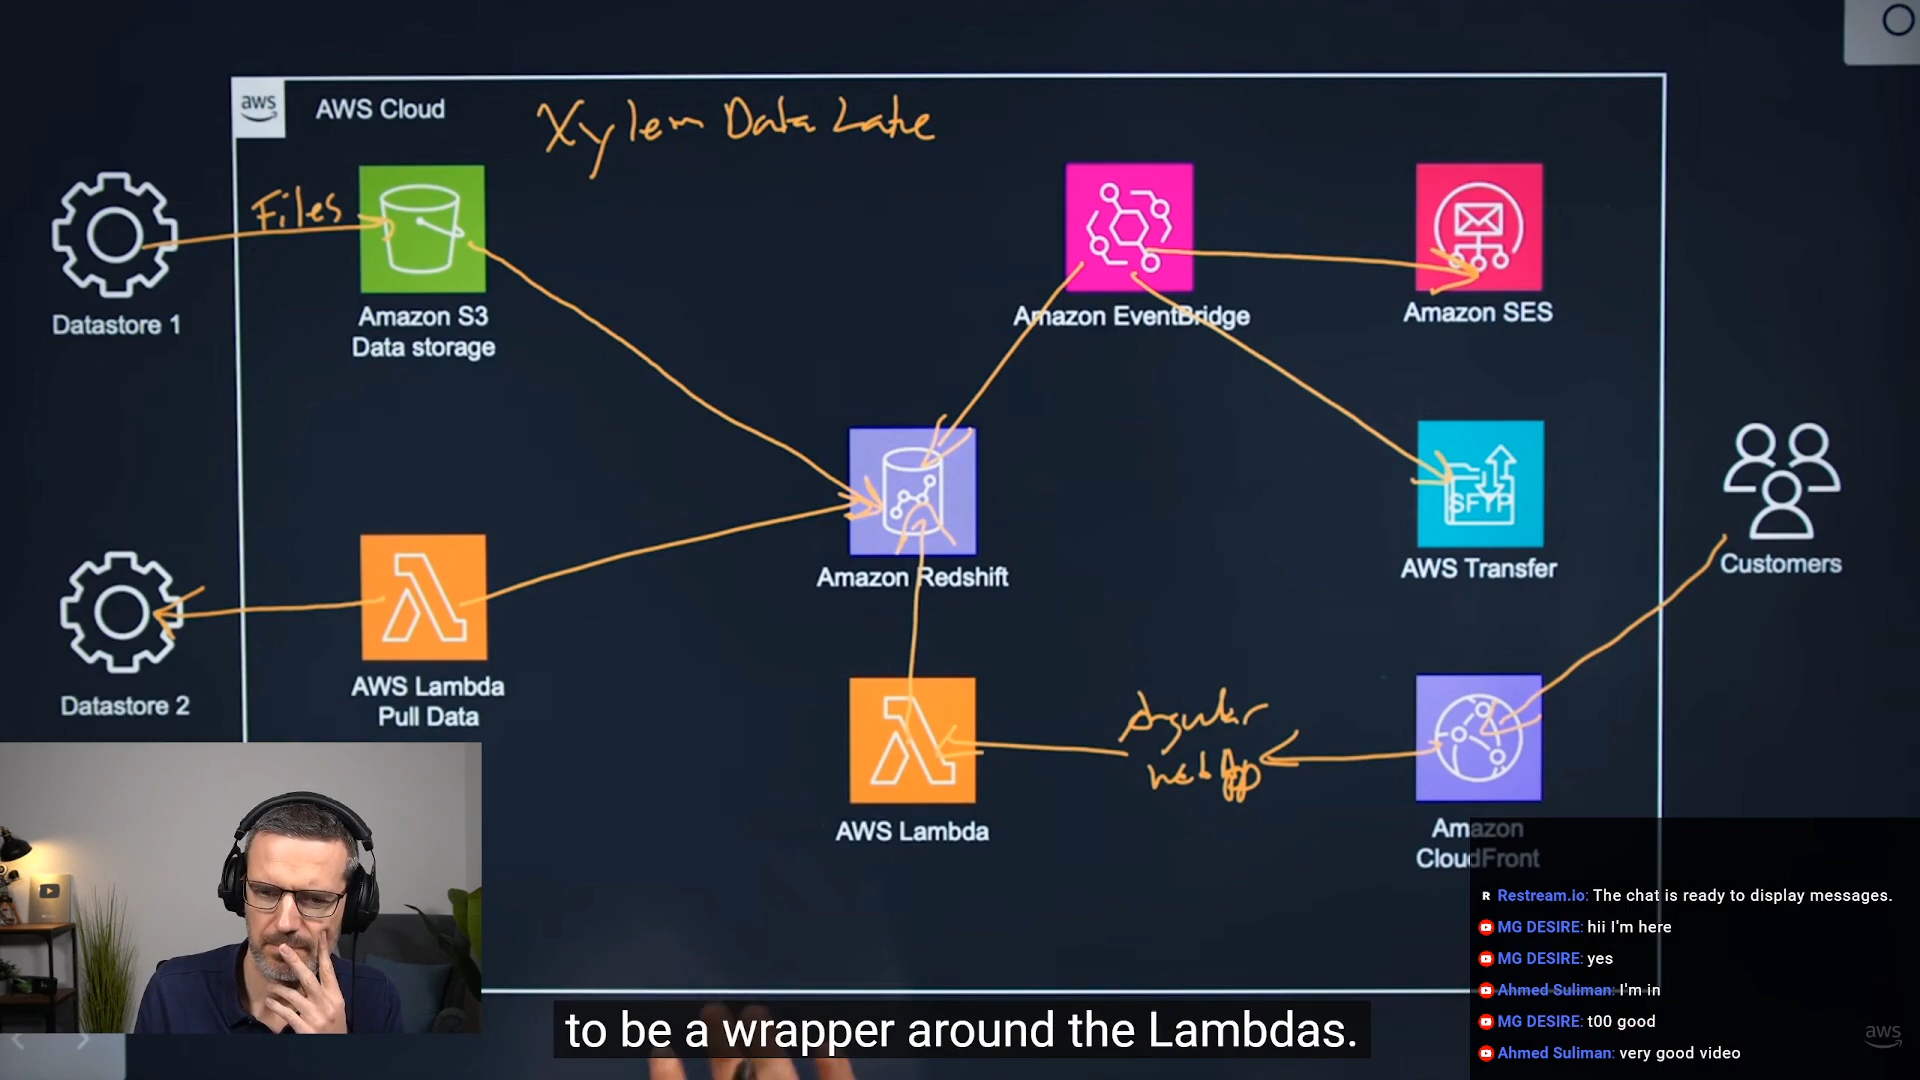 aws
AWS Cloud
Xylem Data Lake
Files
Datastore 1
Amazon S3
Data storage
Amazon EventBridge
Amazon SES
SFTP
AWS Transfer
Customers
Amazon Redshift
AWS Lambda
Pull Data
Datastore 2
Angular
WebApp
AWS Lambda
Amazon
CloudFront
R Restream.io: The chat is ready to display messages.
MG DESIRE: hii I'm here
MG DESIRE: yes
Ahmed Suliman: I'm in
MG DESIRE: t00 good
Ahmed Suliman: very good video
to be a wrapper around the Lambdas.
aws